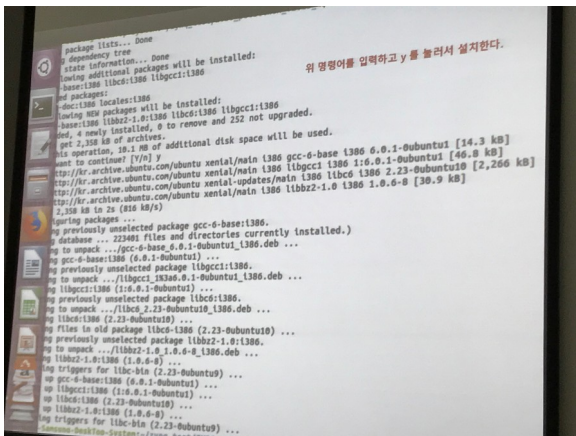 package lists... Done
dependency tree
state information... Done
lowing additional packages will be installed:
-base:i386 libc6:i386 libgcc1:i386
ed packages:
-doc:i386 locales:i386
lowing NEW packages will be installed:
-base:i386 libbz2-1.0:i386 libc6:i386 libgcc1:i386
ded, 4 newly installed, 0 to remove and 252 not upgraded.
get 2,358 kB of archives.
his operation, 10.1 MB of additional disk space will be used.
want to continue? [Y/n] y
ttp://kr.archive.ubuntu.com/ubuntu xenial/main i386 gcc-6-base i386 6.0.1-0ubuntu1 [14.3 kB]
ttp://kr.archive.ubuntu.com/ubuntu xenial/main i386 libgcc1 i386 1:6.0.1-0ubuntu1 [46.8 kB]
ttp://kr.archive.ubuntu.com/ubuntu xenial-updates/main i386 libc6 i386 2.23-0ubuntu10 [2,266 kB]
ttp://kr.archive.ubuntu.com/ubuntu xenial/main i386 libbz2-1.0 i386 1.0.6-8 [30.9 kB]
2,358 kB in 2s (816 kB/s)
iguring packages ...
ng previously unselected package gcc-6-base:i386.
g database ... 223401 files and directories currently installed.)
ng to unpack .../gcc-6-base_6.0.1-0ubuntu1_i386.deb ...
ng gcc-6-base:i386 (6.0.1-0ubuntu1) ...
ng previously unselected package libgcc1:i386.
ng to unpack .../libgcc1_1%3a6.0.1-0ubuntu1_i386.deb ...
ng libgcc1:i386 (1:6.0.1-0ubuntu1) ...
ng previously unselected package libc6:i386.
ng to unpack .../libc6_2.23-0ubuntu10_i386.deb ...
ng libc6:i386 (2.23-0ubuntu10) ...
ng files in old package libc6-i386 (2.23-0ubuntu10) ...
ng previously unselected package libbz2-1.0:i386.
ng to unpack .../libbz2-1.0_1.0.6-8_i386.deb ...
ng libbz2-1.0:i386 (1.0.6-8) ...
ing triggers for libc-bin (2.23-0ubuntu9) ...
up gcc-6-base:i386 (6.0.1-0ubuntu1) ...
up libgcc1:i386 (1:6.0.1-0ubuntu1) ...
up libc6:i386 (2.23-0ubuntu10) ...
up libbz2-1.0:i386 (1.0.6-8) ...
ing triggers for libc-bin (2.23-0ubuntu9) ...
위 명령어를 입력하고 y 를 눌러서 설치한다.